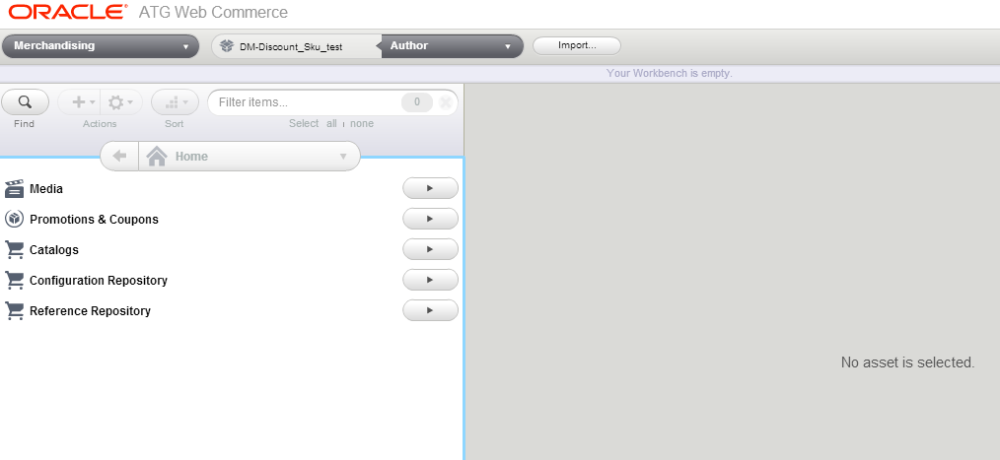 ORACLE® ATG Web Commerce
Merchandising DM-Discount_Sku_test Author Import...
Your Workbench is empty.
Filter items... 0
Find Actions Sort Select all none
Home
Media
Promotions & Coupons
Catalogs
Configuration Repository
Reference Repository
No asset is selected.